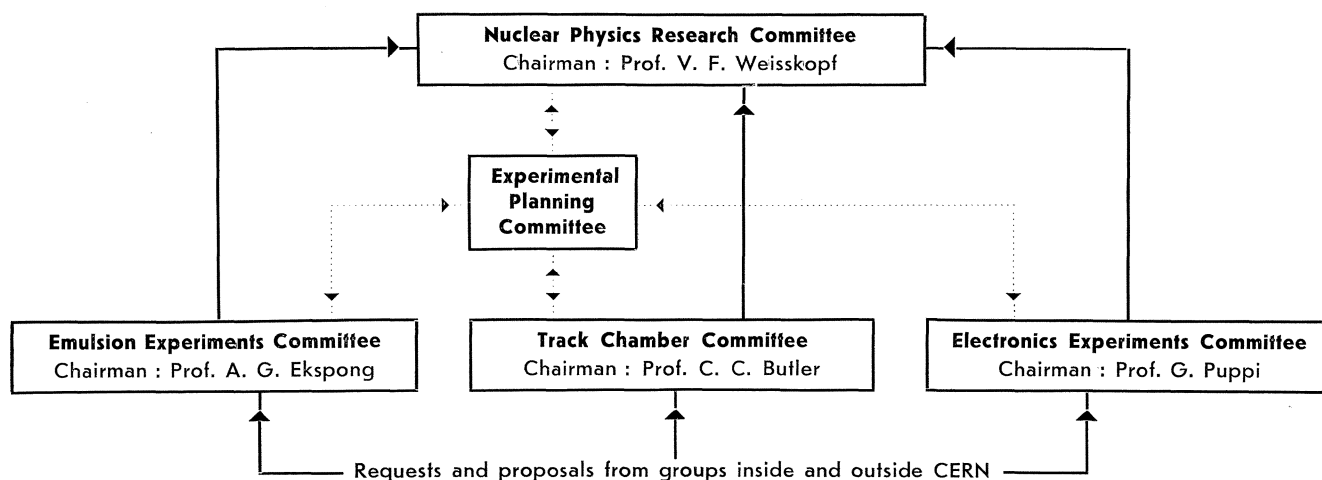 Nuclear Physics Research Committee
Chairman : Prof. V. F. Weisskopf
Experimental
Planning
Committee
Emulsion Experiments Committee
Chairman : Prof. A. G. Ekspong
Track Chamber Committee
Chairman : Prof. C. C. Butler
Electronics Experiments Committee
Chairman : Prof. G. Puppi
Requests and proposals from groups inside and outside CERN